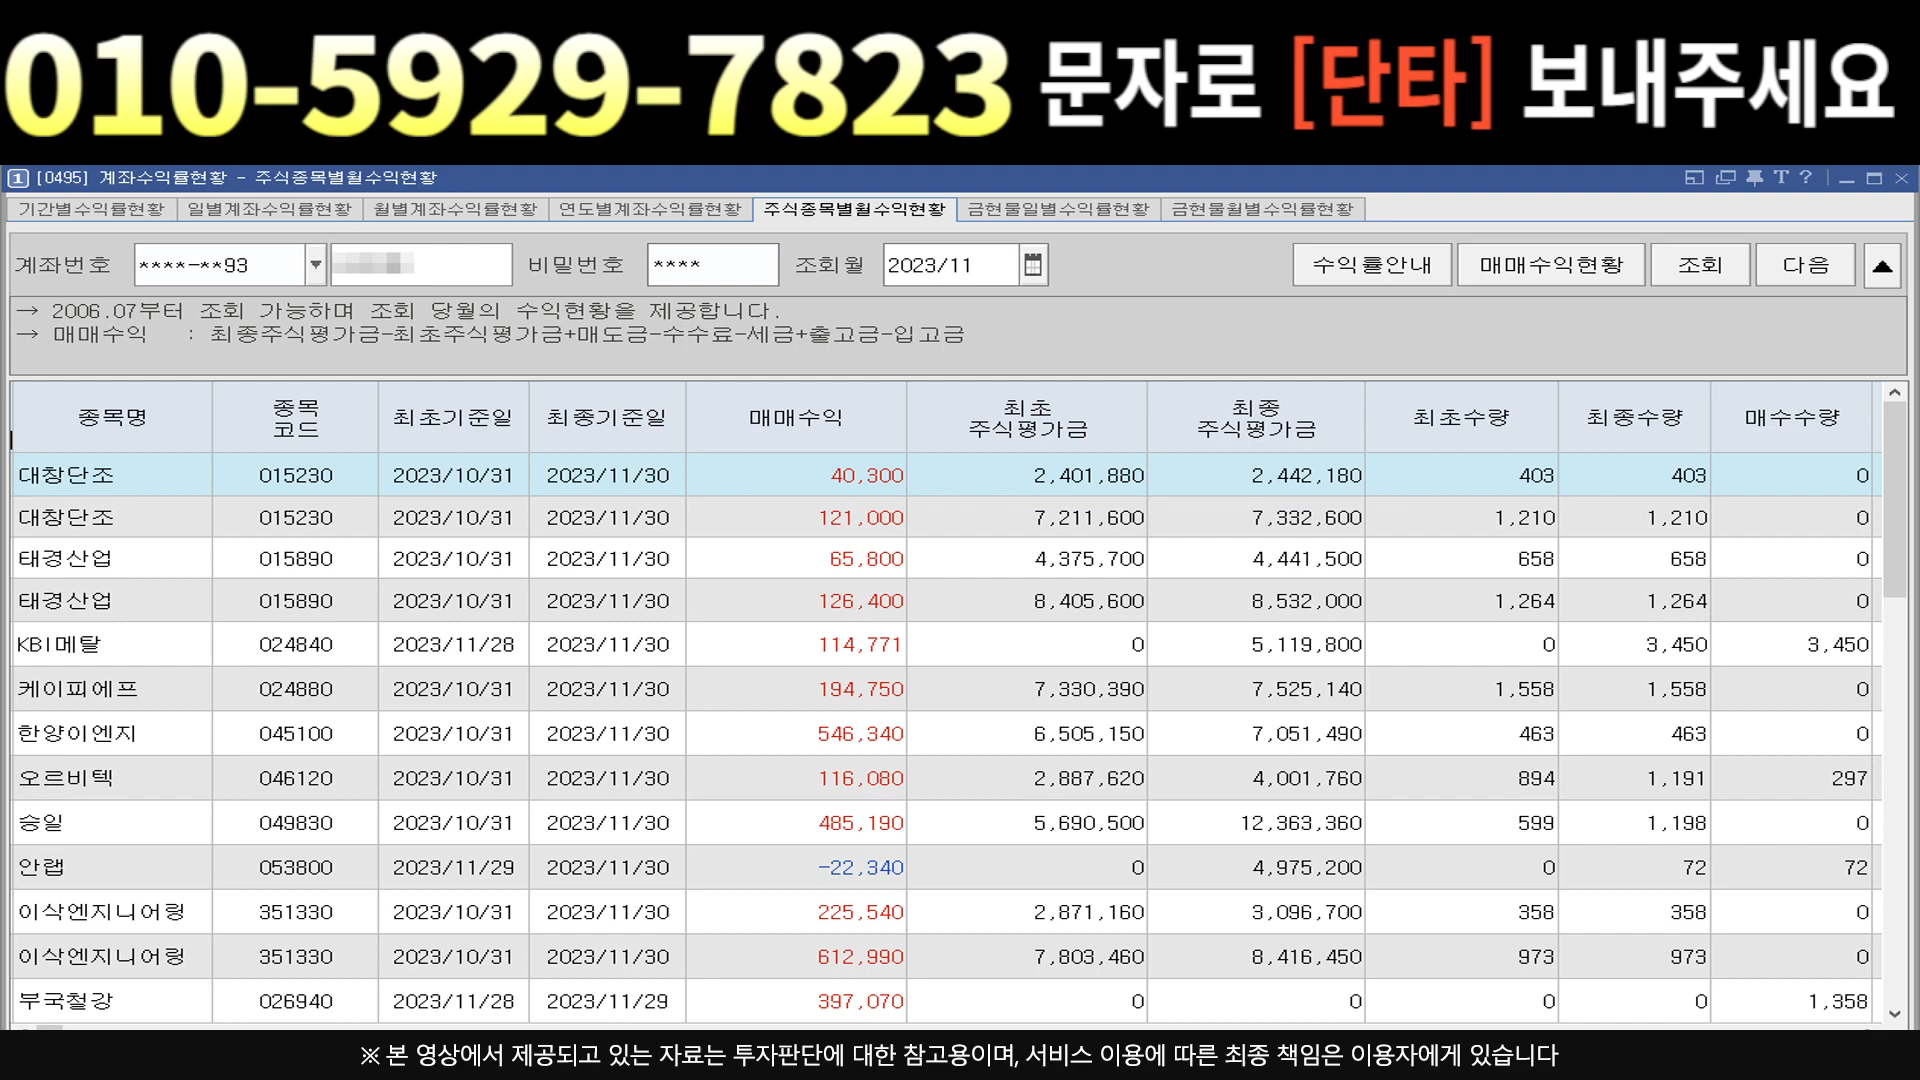 010-5929-7823 문자로 [단타] 보내주세요
1 [0495] 계좌수익률현황 - 주식종목별월수익현황
기간별수익률현황 일별계좌수익률현황 월별계좌수익률현황 연도별계좌수익률현황 주식종목별월수익현황 금현물일별수익률현황 금현물월별수익률현황
계좌번호 ****-**93 비밀번호 **** 조회월 2023/11 수익률안내 매매수익현황 조회 다음
→ 2006.07부터 조회 가능하며 조회 당월의 수익현황을 제공합니다.
→ 매매수익 : 최종주식평가금-최초주식평가금+매도금-수수료-세금+출고금-입고금
종목명 종목코드 최초기준일 최종기준일 매매수익 최초주식평가금 최종주식평가금 최초수량 최종수량 매수수량
대창단조 015230 2023/10/31 2023/11/30 40,300 2,401,880 2,442,180 403 403 0
대창단조 015230 2023/10/31 2023/11/30 121,000 7,211,600 7,332,600 1,210 1,210 0
태경산업 015890 2023/10/31 2023/11/30 65,800 4,375,700 4,441,500 658 658 0
태경산업 015890 2023/10/31 2023/11/30 126,400 8,405,600 8,532,000 1,264 1,264 0
KBI메탈 024840 2023/11/28 2023/11/30 114,771 0 5,119,800 0 3,450 3,450
케이피에프 024880 2023/10/31 2023/11/30 194,750 7,330,390 7,525,140 1,558 1,558 0
한양이엔지 045100 2023/10/31 2023/11/30 546,340 6,505,150 7,051,490 463 463 0
오르비텍 046120 2023/10/31 2023/11/30 116,080 2,887,620 4,001,760 894 1,191 297
승일 049830 2023/10/31 2023/11/30 485,190 5,690,500 12,363,360 599 1,198 0
안랩 053800 2023/11/29 2023/11/30 -22,340 0 4,975,200 0 72 72
이삭엔지니어링 351330 2023/10/31 2023/11/30 225,540 2,871,160 3,096,700 358 358 0
이삭엔지니어링 351330 2023/10/31 2023/11/30 612,990 7,803,460 8,416,450 973 973 0
부국철강 026940 2023/11/28 2023/11/29 397,070 0 0 0 0 1,358
※ 본 영상에서 제공되고 있는 자료는 투자판단에 대한 참고용이며, 서비스 이용에 따른 최종 책임은 이용자에게 있습니다